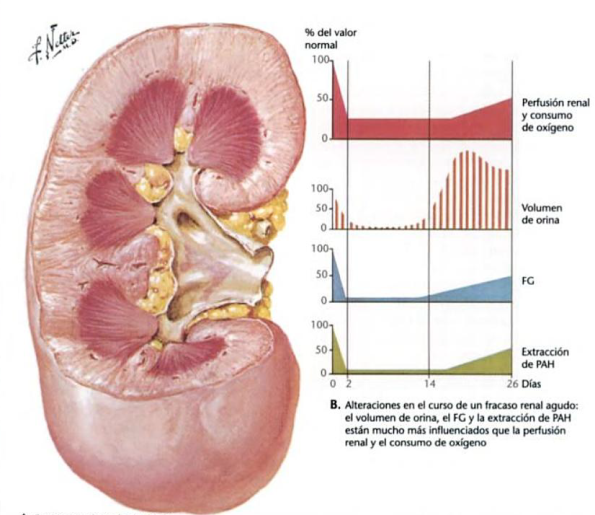 F. Netter
M.D.
% del valor
normal
100
50
0
Perfusión renal
y consumo
de oxígeno
100
50
0
Volumen
de orina
100
50
0
FG
100
50
0
Extracción
de PAH
0 2 14 26 Días
B. Alteraciones en el curso de un fracaso renal agudo:
el volumen de orina, el FG y la extracción de PAH
están mucho más influenciados que la perfusión
renal y el consumo de oxígeno